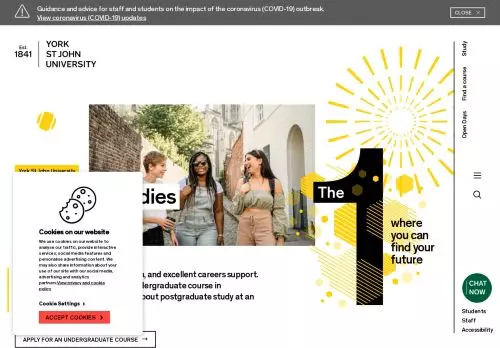 Guidance and advice for staff and students on the impact of the coronavirus (COVID-19) outbreak.
View coronavirus (COVID-19) updates
CLOSE ×
Est.
1841
YORK
ST JOHN
UNIVERSITY
Study
Find a course
Open Days
York St John University
dies
The
1
where
you can
find your
future
Cookies on our website
We use cookies on our website to
analyse our traffic, provide interactive
services, social media features and
personalise advertising content. We
may also share information about your
use of our site with our social media,
advertising and analytics
partners.View privacy and cookie
policy
Cookie Settings
ACCEPT COOKIES
, and excellent careers support.
dergraduate course in
out postgraduate study at an
APPLY FOR AN UNDERGRADUATE COURSE →
CHAT
NOW
Students
Staff
Accessibility